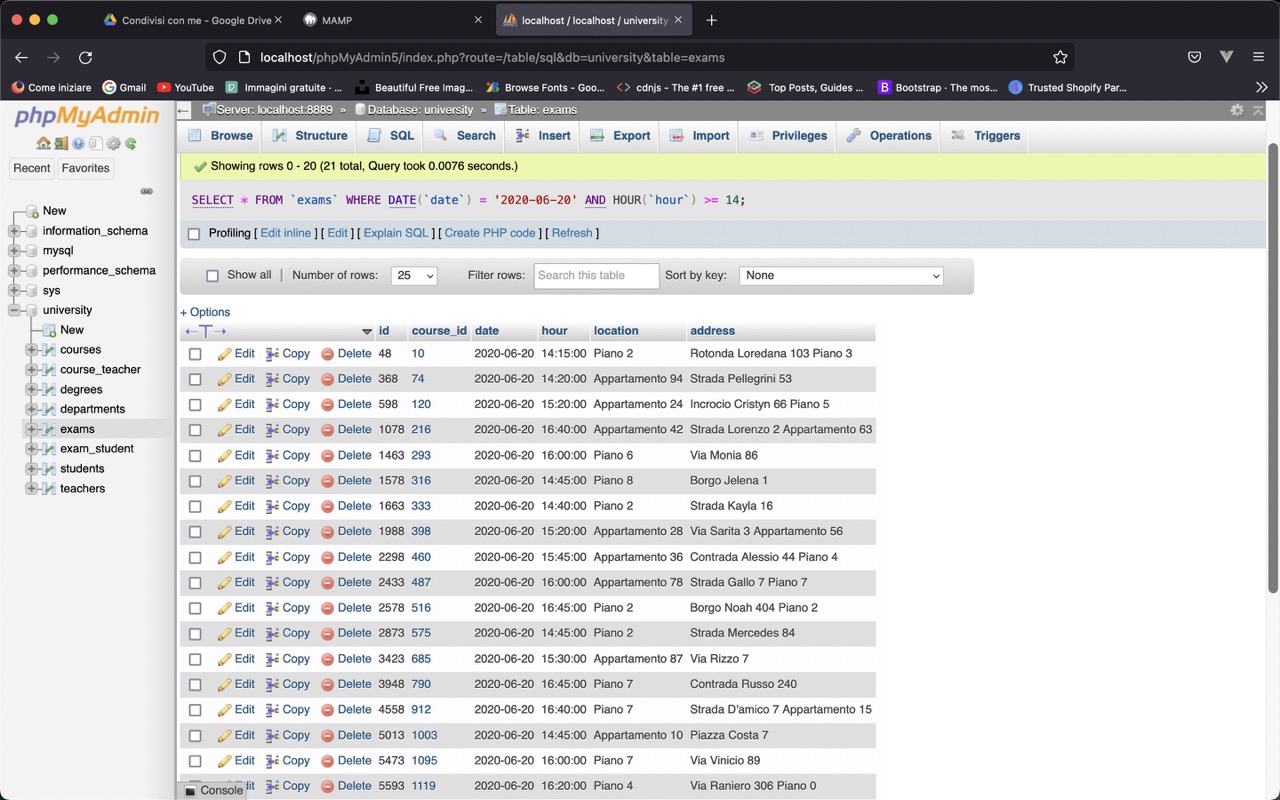 Condivisi con me - Google Drive
MAMP
localhost / localhost / university
localhost/phpMyAdmin5/index.php?route=/table/sql&db=university&table=exams
Come iniziare Gmail YouTube Immagini gratuite - ... Beautiful Free Imag... Browse Fonts - Goo... cdnjs - The #1 free ... Top Posts, Guides ... Bootstrap · The mos... Trusted Shopify Par...
phpMyAdmin
Recent Favorites
New
information_schema
mysql
performance_schema
sys
university
New
courses
course_teacher
degrees
departments
exams
exam_student
students
teachers
Server: localhost:8889 » Database: university » Table: exams
Browse Structure SQL Search Insert Export Import Privileges Operations Triggers
Showing rows 0 - 20 (21 total, Query took 0.0076 seconds.)
SELECT * FROM `exams` WHERE DATE(`date`) = '2020-06-20' AND HOUR(`hour`) >= 14;
Profiling [ Edit inline ] [ Edit ] [ Explain SQL ] [ Create PHP code ] [ Refresh ]
Show all | Number of rows: 25 Filter rows: Search this table Sort by key: None
+ Options
←T→ id course_id date hour location address
Edit Copy Delete 48 10 2020-06-20 14:15:00 Piano 2 Rotonda Loredana 103 Piano 3
Edit Copy Delete 368 74 2020-06-20 14:20:00 Appartamento 94 Strada Pellegrini 53
Edit Copy Delete 598 120 2020-06-20 15:20:00 Appartamento 24 Incrocio Cristyn 66 Piano 5
Edit Copy Delete 1078 216 2020-06-20 16:40:00 Appartamento 42 Strada Lorenzo 2 Appartamento 63
Edit Copy Delete 1463 293 2020-06-20 16:00:00 Piano 6 Via Monia 86
Edit Copy Delete 1578 316 2020-06-20 14:45:00 Piano 8 Borgo Jelena 1
Edit Copy Delete 1663 333 2020-06-20 14:40:00 Piano 2 Strada Kayla 16
Edit Copy Delete 1988 398 2020-06-20 15:20:00 Appartamento 28 Via Sarita 3 Appartamento 56
Edit Copy Delete 2298 460 2020-06-20 15:45:00 Appartamento 36 Contrada Alessio 44 Piano 4
Edit Copy Delete 2433 487 2020-06-20 16:00:00 Appartamento 78 Strada Gallo 7 Piano 7
Edit Copy Delete 2578 516 2020-06-20 16:45:00 Piano 2 Borgo Noah 404 Piano 2
Edit Copy Delete 2873 575 2020-06-20 14:45:00 Piano 2 Strada Mercedes 84
Edit Copy Delete 3423 685 2020-06-20 15:30:00 Appartamento 87 Via Rizzo 7
Edit Copy Delete 3948 790 2020-06-20 16:45:00 Piano 7 Contrada Russo 240
Edit Copy Delete 4558 912 2020-06-20 16:40:00 Piano 7 Strada D'amico 7 Appartamento 15
Edit Copy Delete 5013 1003 2020-06-20 14:45:00 Appartamento 10 Piazza Costa 7
Edit Copy Delete 5473 1095 2020-06-20 16:00:00 Piano 7 Via Vinicio 89
Copy Delete 5593 1119 2020-06-20 16:20:00 Piano 4 Via Raniero 306 Piano 0
Console